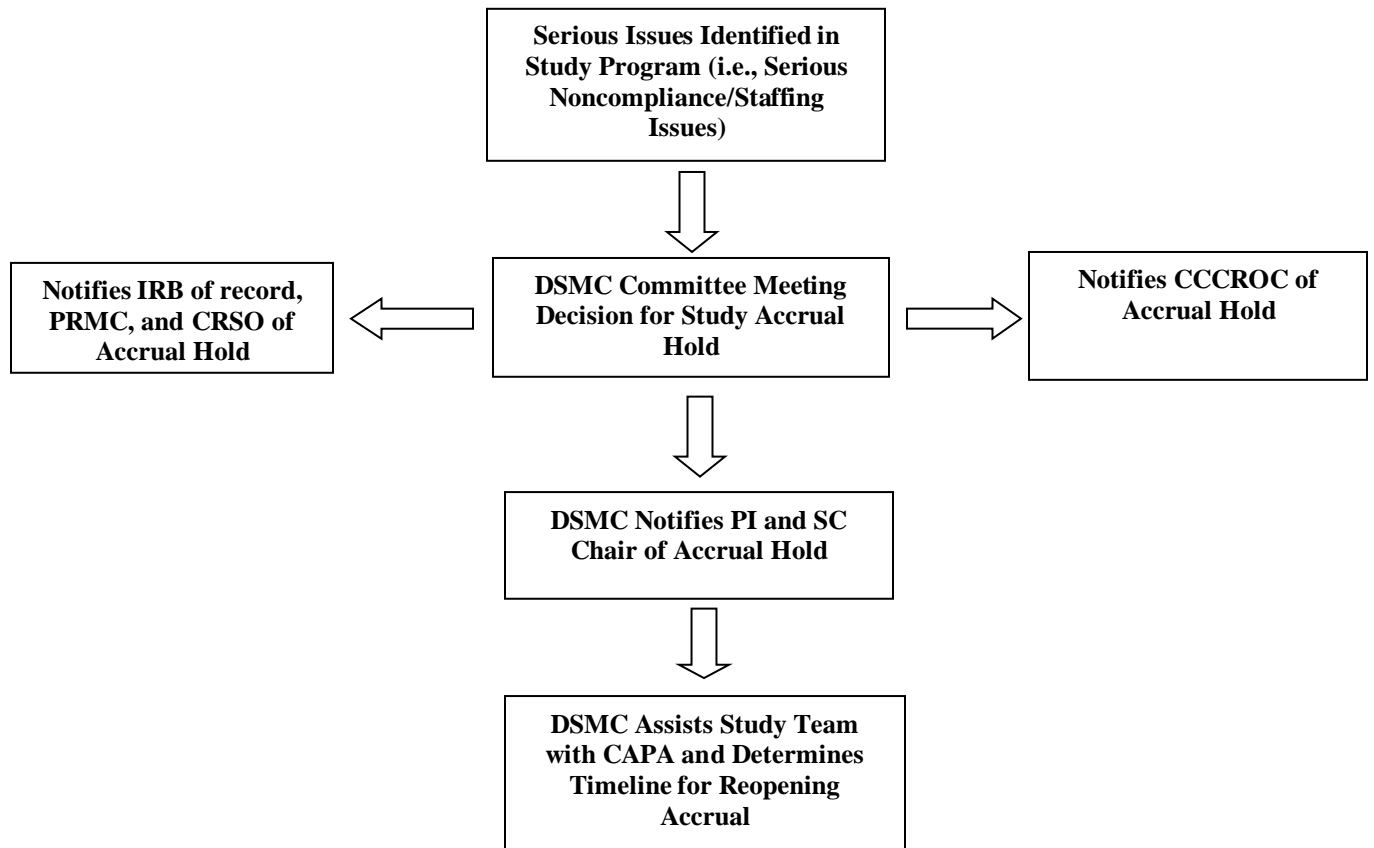 Serious Issues Identified in
Study Program (i.e., Serious
Noncompliance/Staffing
Issues)
Notifies IRB of record,
PRMC, and CRSO of
Accrual Hold
DSMC Committee Meeting
Decision for Study Accrual
Hold
Notifies CCCROC of
Accrual Hold
DSMC Notifies PI and SC
Chair of Accrual Hold
DSMC Assists Study Team
with CAPA and Determines
Timeline for Reopening
Accrual